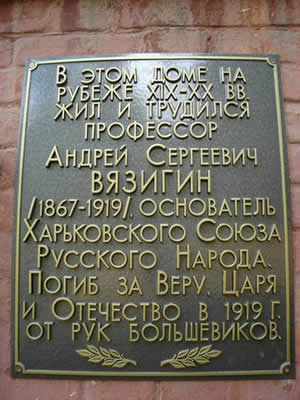 В ЭТОМ ДОМЕ НА
РУБЕЖЕ XIX-XX ВВ.
ЖИЛ И ТРУДИЛСЯ
ПРОФЕССОР
АНДРЕЙ СЕРГЕЕВИЧ
ВЯЗИГИН
/1867-1919/, ОСНОВАТЕЛЬ
ХАРЬКОВСКОГО СОЮЗА
РУССКОГО НАРОДА.
ПОГИБ ЗА ВЕРУ, ЦАРЯ
И ОТЕЧЕСТВО В 1919 Г.
ОТ РУК БОЛЬШЕВИКОВ.